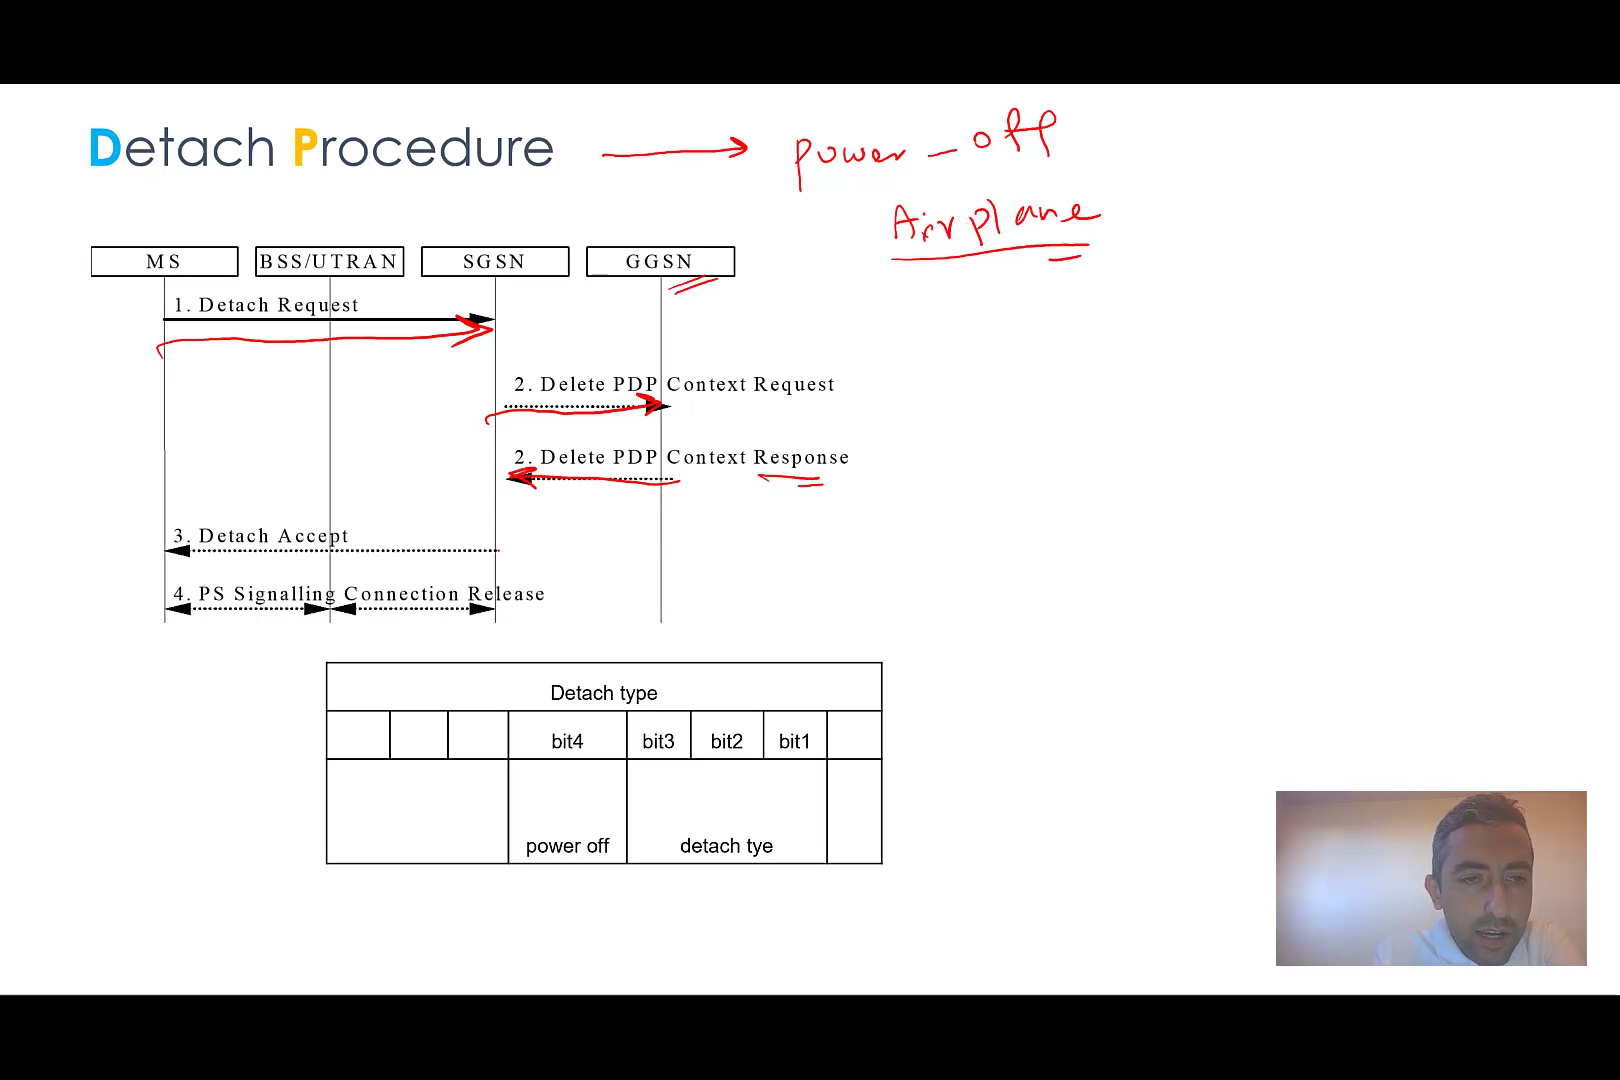 Detach Procedure
power-off
Airplane
MS BSS/UTRAN SGSN GGSN
1. Detach Request
2. Delete PDP Context Request
2. Delete PDP Context Response
3. Detach Accept
4. PS Signalling Connection Release
Detach type
bit4 bit3 bit2 bit1
power off detach tye